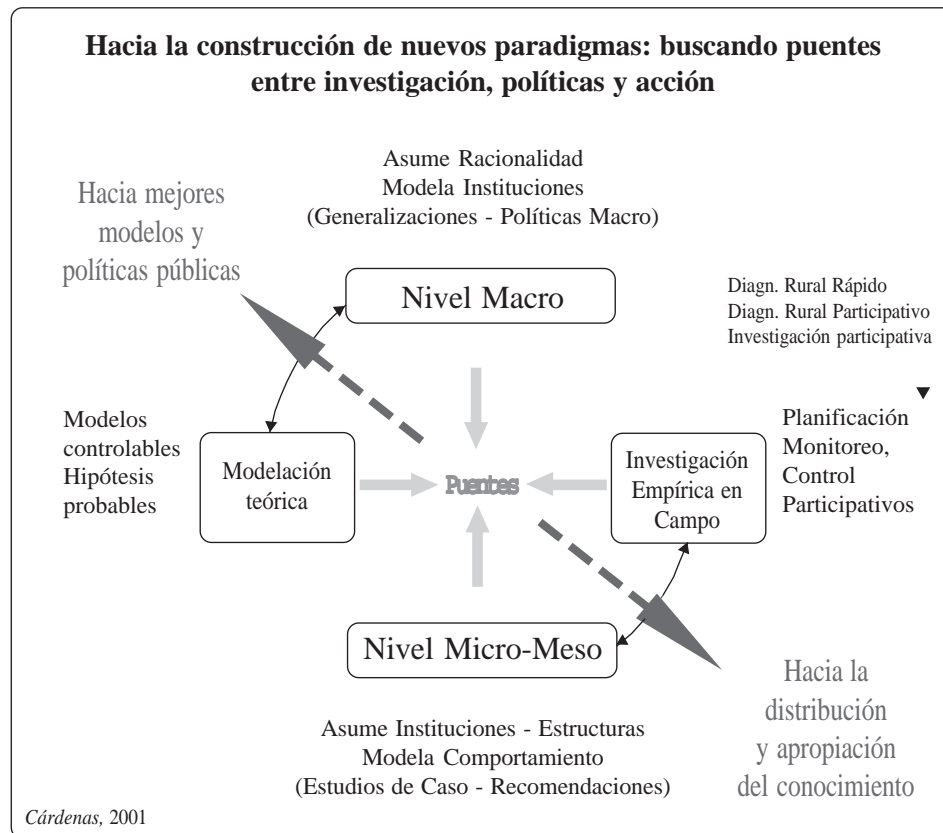 Hacia la construcción de nuevos paradigmas: buscando puentes
entre investigación, políticas y acción
Asume Racionalidad
Modela Instituciones
(Generalizaciones - Políticas Macro)
Hacia mejores
modelos y
políticas públicas
Nivel Macro
Diagn. Rural Rápido
Diagn. Rural Participativo
Investigación participativa
Modelos
controlables
Hipótesis
probables
Modelación
teórica
Puentes
Investigación
Empírica en
Campo
Planificación
Monitoreo,
Control
Participativos
Nivel Micro-Meso
Asume Instituciones - Estructuras
Modela Comportamiento
(Estudios de Caso - Recomendaciones)
Hacia la
distribución
y apropiación
del conocimiento
Cárdenas, 2001